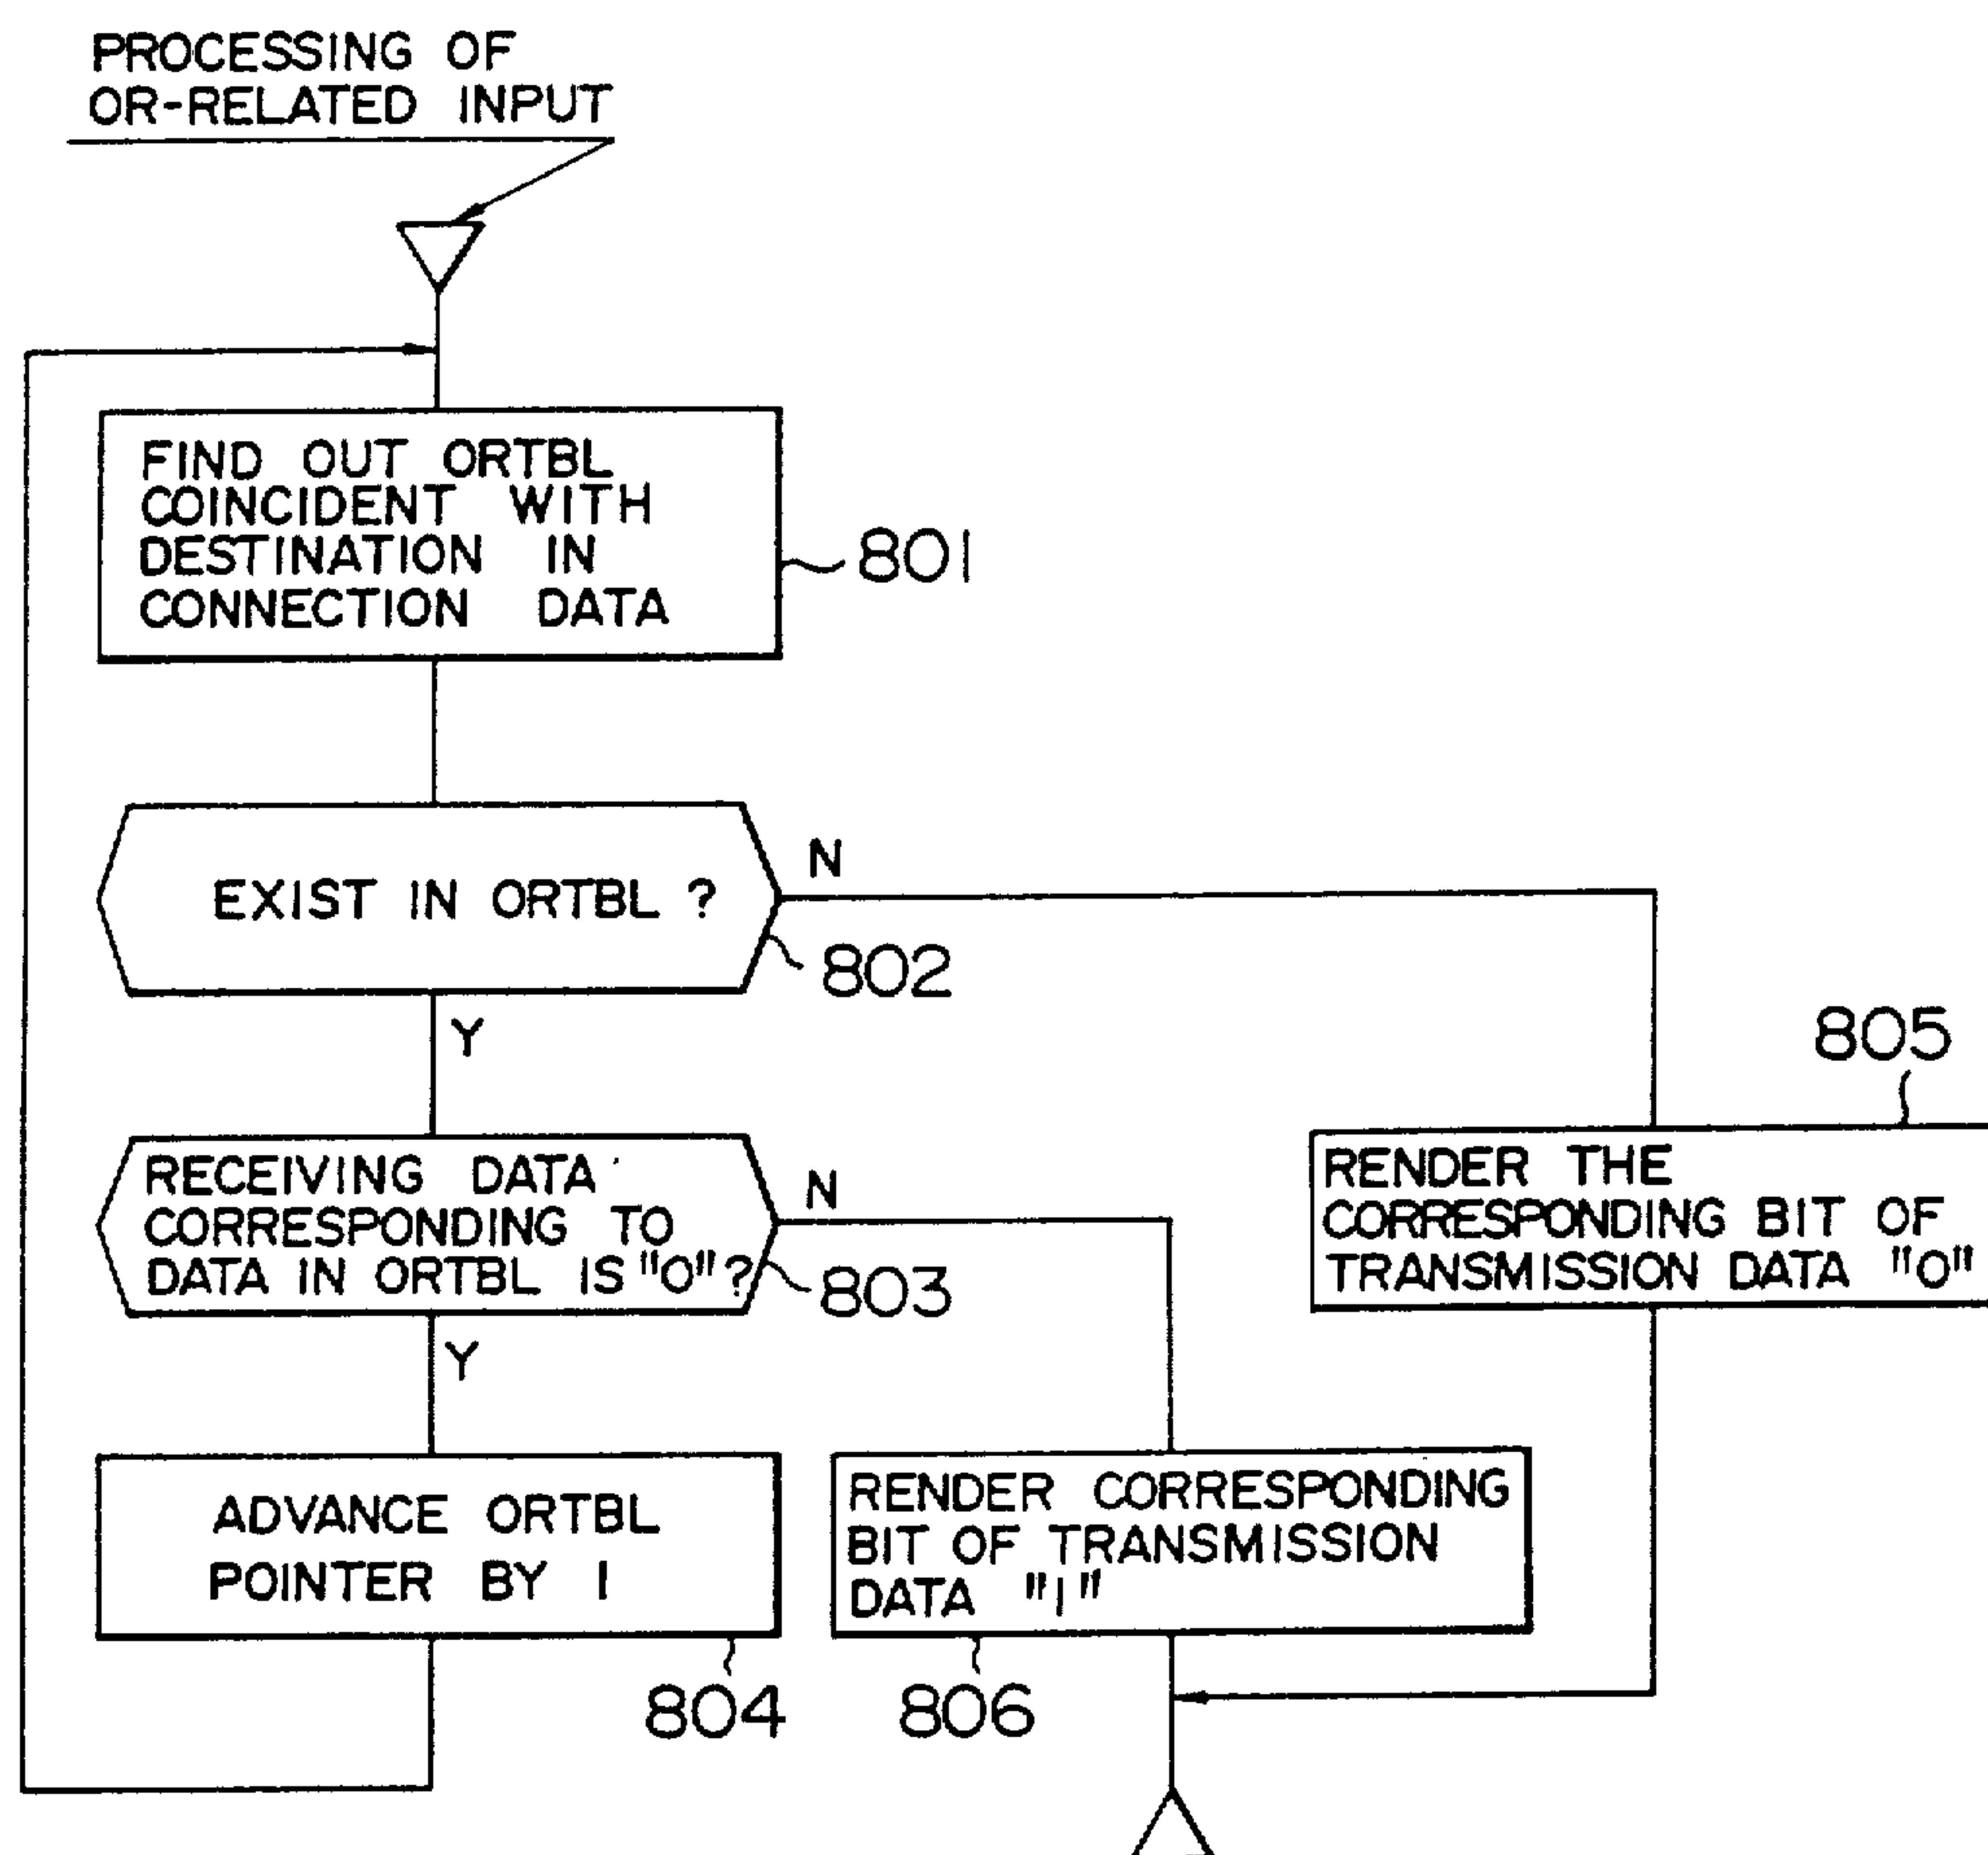 PROCESSING OF
OR-RELATED INPUT
FIND OUT ORTBL
COINCIDENT WITH
DESTINATION IN
CONNECTION DATA
801
EXIST IN ORTBL ?
N
802
Y
RECEIVING DATA
CORRESPONDING TO
DATA IN ORTBL IS "0"?
N
803
Y
805
RENDER THE
CORRESPONDING BIT OF
TRANSMISSION DATA "0"
ADVANCE ORTBL
POINTER BY 1
804
RENDER CORRESPONDING
BIT OF TRANSMISSION
DATA "1"
806